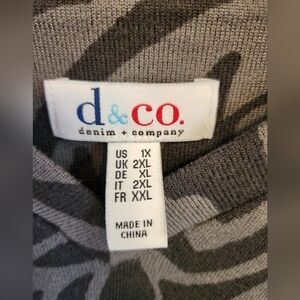 d&co.
denim + company
US 1X
UK 2XL
DE XL
IT 2XL
FR XXL
MADE IN
CHINA